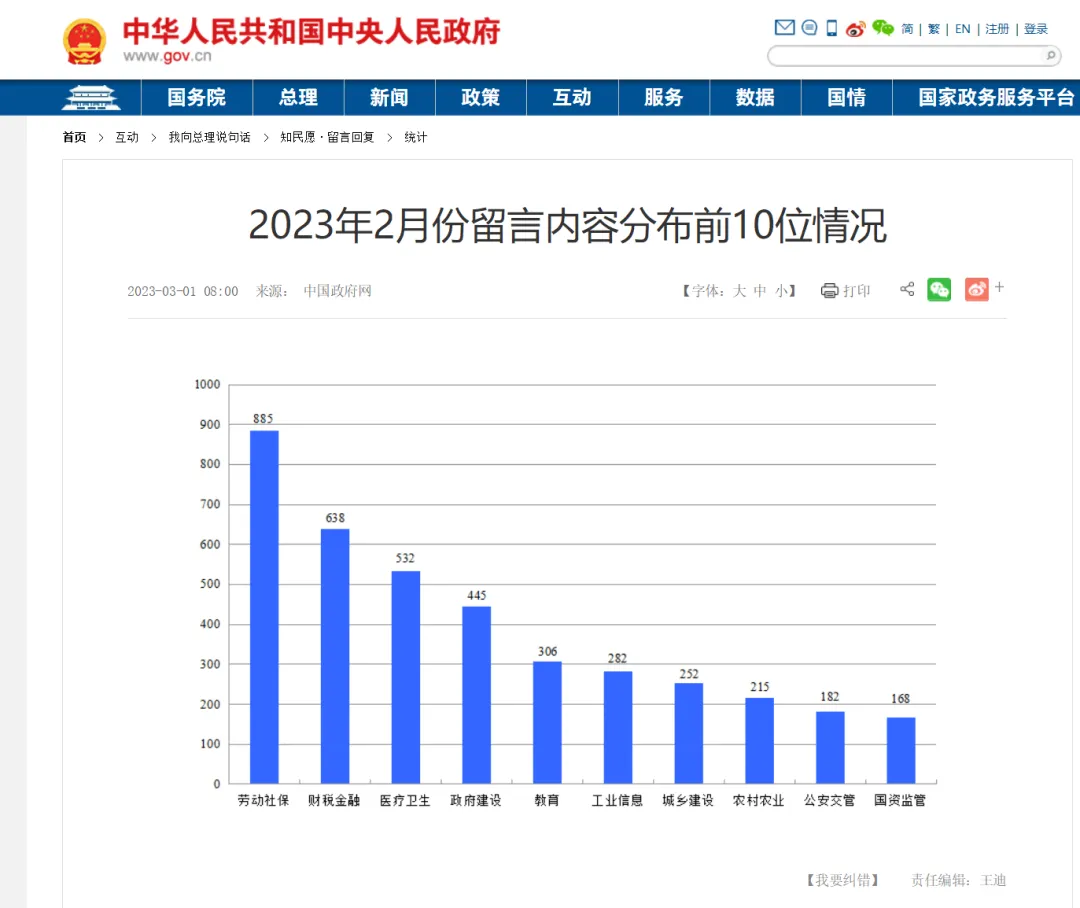 中华人民共和国中央人民政府
www.gov.cn
简 | 繁 | EN | 注册 | 登录
国务院 总理 新闻 政策 互动 服务 数据 国情 国家政务服务平台
首页 > 互动 > 我向总理说句话 > 知民愿·留言回复 > 统计
2023年2月份留言内容分布前10位情况
2023-03-01 08:00 来源： 中国政府网 【字体：大 中 小】 打印 +
1000
900
800
700
600
500
400
300
200
100
0
885
638
532
445
306
282
252
215
182
168
劳动社保 财税金融 医疗卫生 政府建设 教育 工业信息 城乡建设 农村农业 公安交管 国资监管
【我要纠错】 责任编辑：王迪